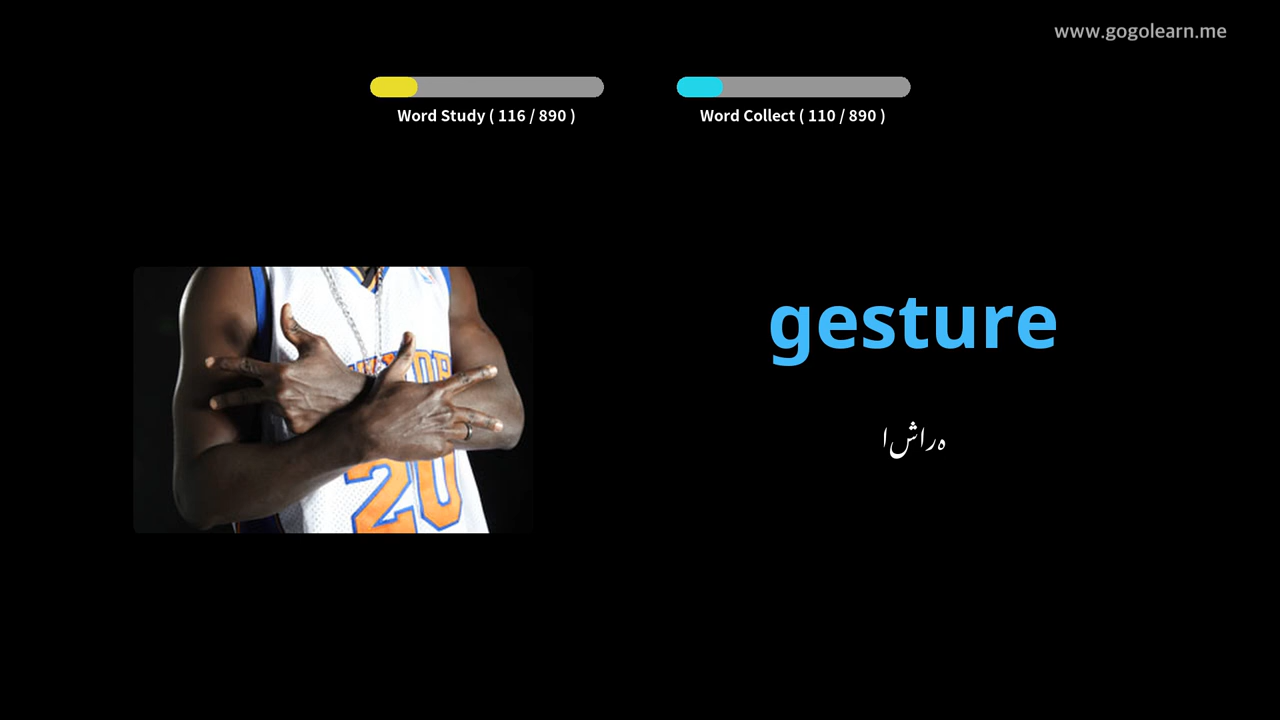 www.gogolearn.me
Word Study ( 116 / 890 )
Word Collect ( 110 / 890 )
gesture
اشارہ
20